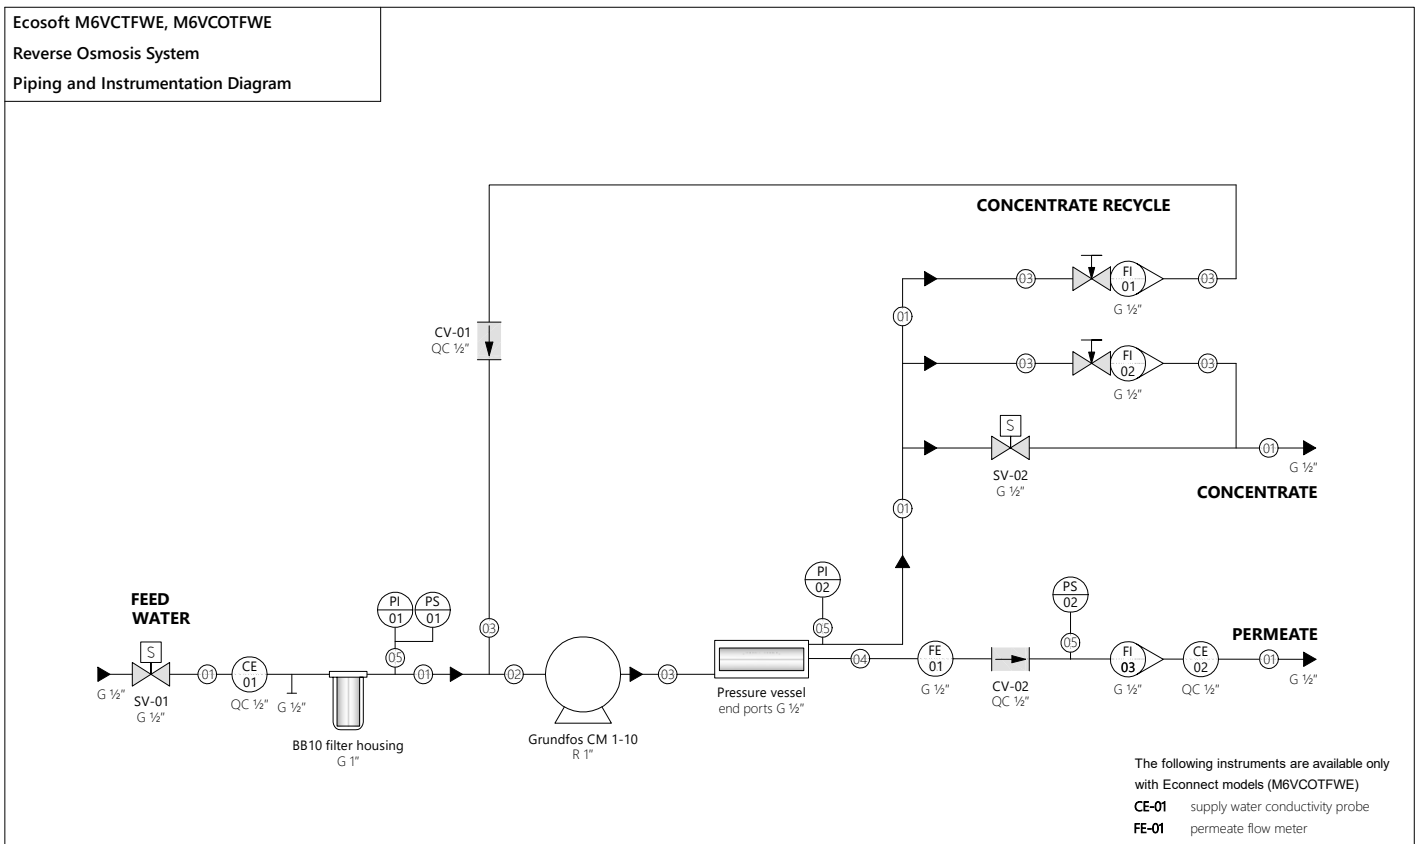 Ecosoft M6VCTFWE, M6VCOTFWE
Reverse Osmosis System
Piping and Instrumentation Diagram
CONCENTRATE RECYCLE
03
FI
01
03
G ½"
01
CV-01
QC ½"
03
FI
02
03
G ½"
S
SV-02
G ½"
01
G ½"
CONCENTRATE
01
FEED
WATER
S
G ½"
SV-01
G ½"
01
CE
01
QC ½"
G ½"
BB10 filter housing
G 1"
PI
01
PS
01
05
01
03
02
Grundfos CM 1-10
R 1"
03
Pressure vessel
end ports G ½"
PI
02
05
04
FE
01
G ½"
CV-02
QC ½"
PS
02
05
FI
03
G ½"
CE
02
QC ½"
PERMEATE
01
G ½"
The following instruments are available only
with Econnect models (M6VCOTFWE)
CE-01 supply water conductivity probe
FE-01 permeate flow meter